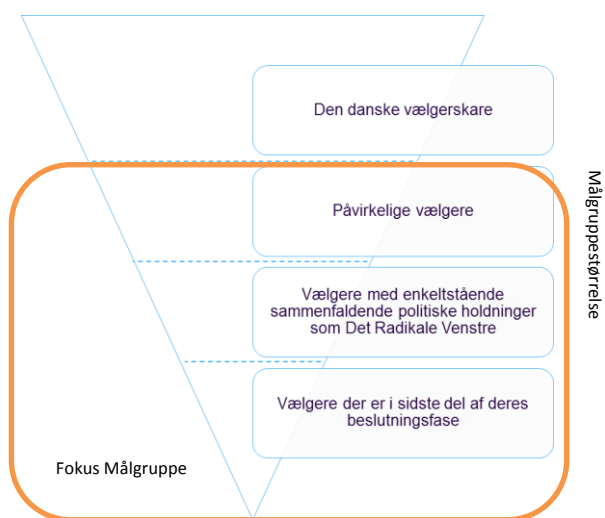 Den danske vælgerskare
Påvirkelige vælgere
Vælgere med enkeltstående
sammenfaldende politiske holdninger
som Det Radikale Venstre
Vælgere der er i sidste del af deres
beslutningsfase
Fokus Målgruppe
Målgruppestørrelse